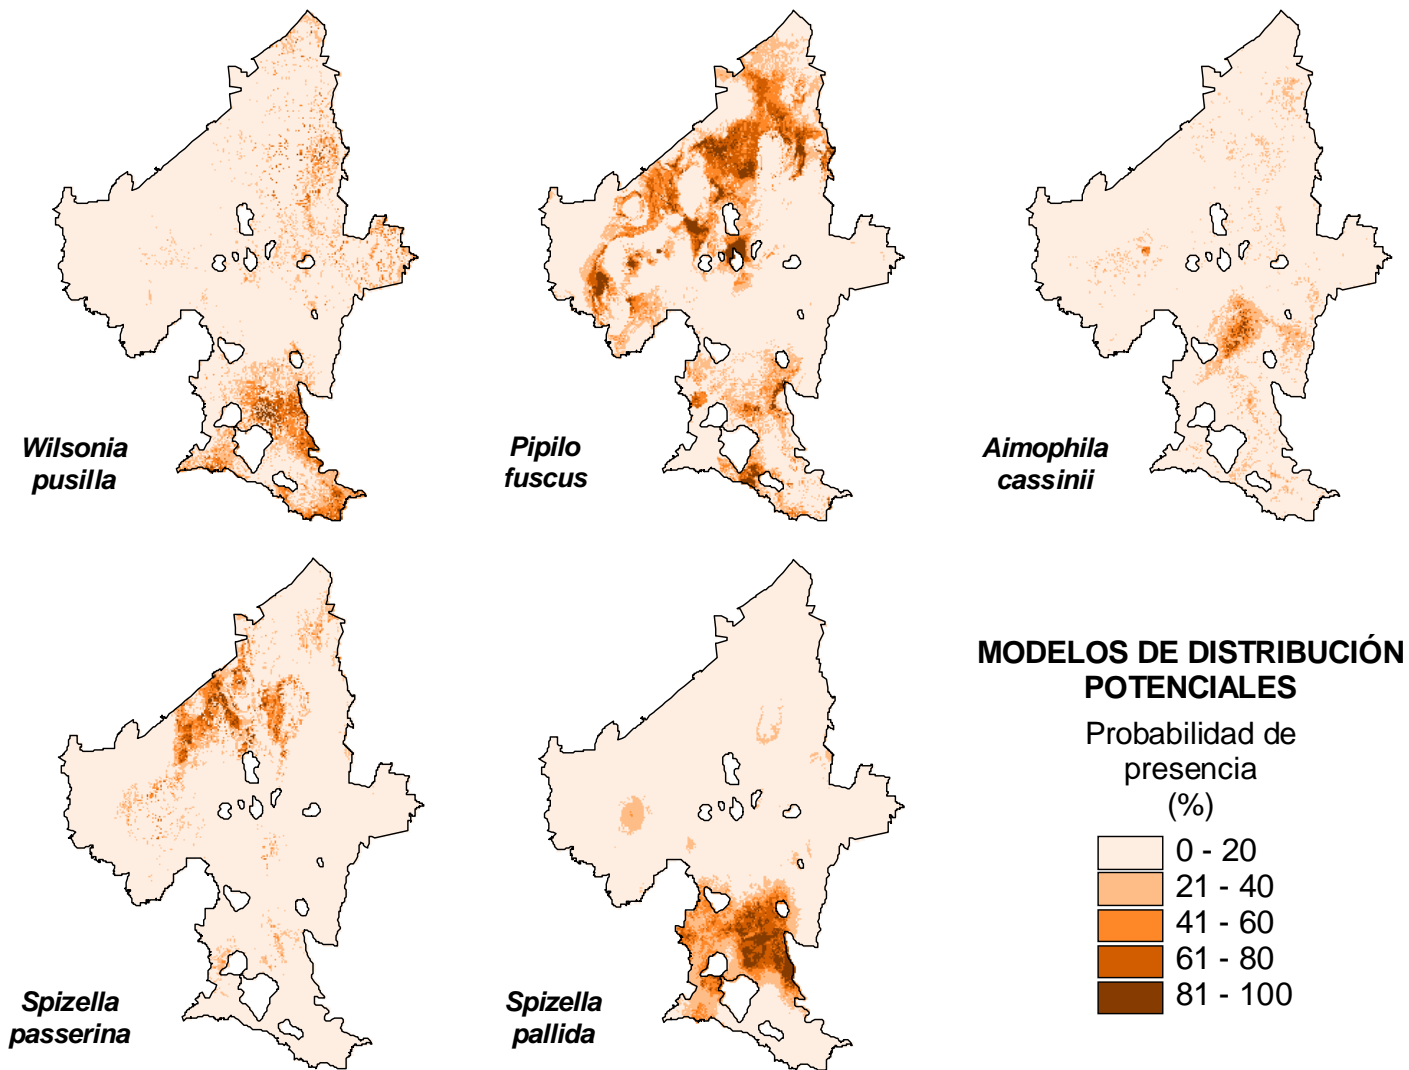 Wilsonia
pusilla
Pipilo
fuscus
Aimophila
cassinii
Spizella
passerina
Spizella
pallida
MODELOS DE DISTRIBUCIÓN
POTENCIALES
Probabilidad de
presencia
(%)
0 - 20
21 - 40
41 - 60
61 - 80
81 - 100